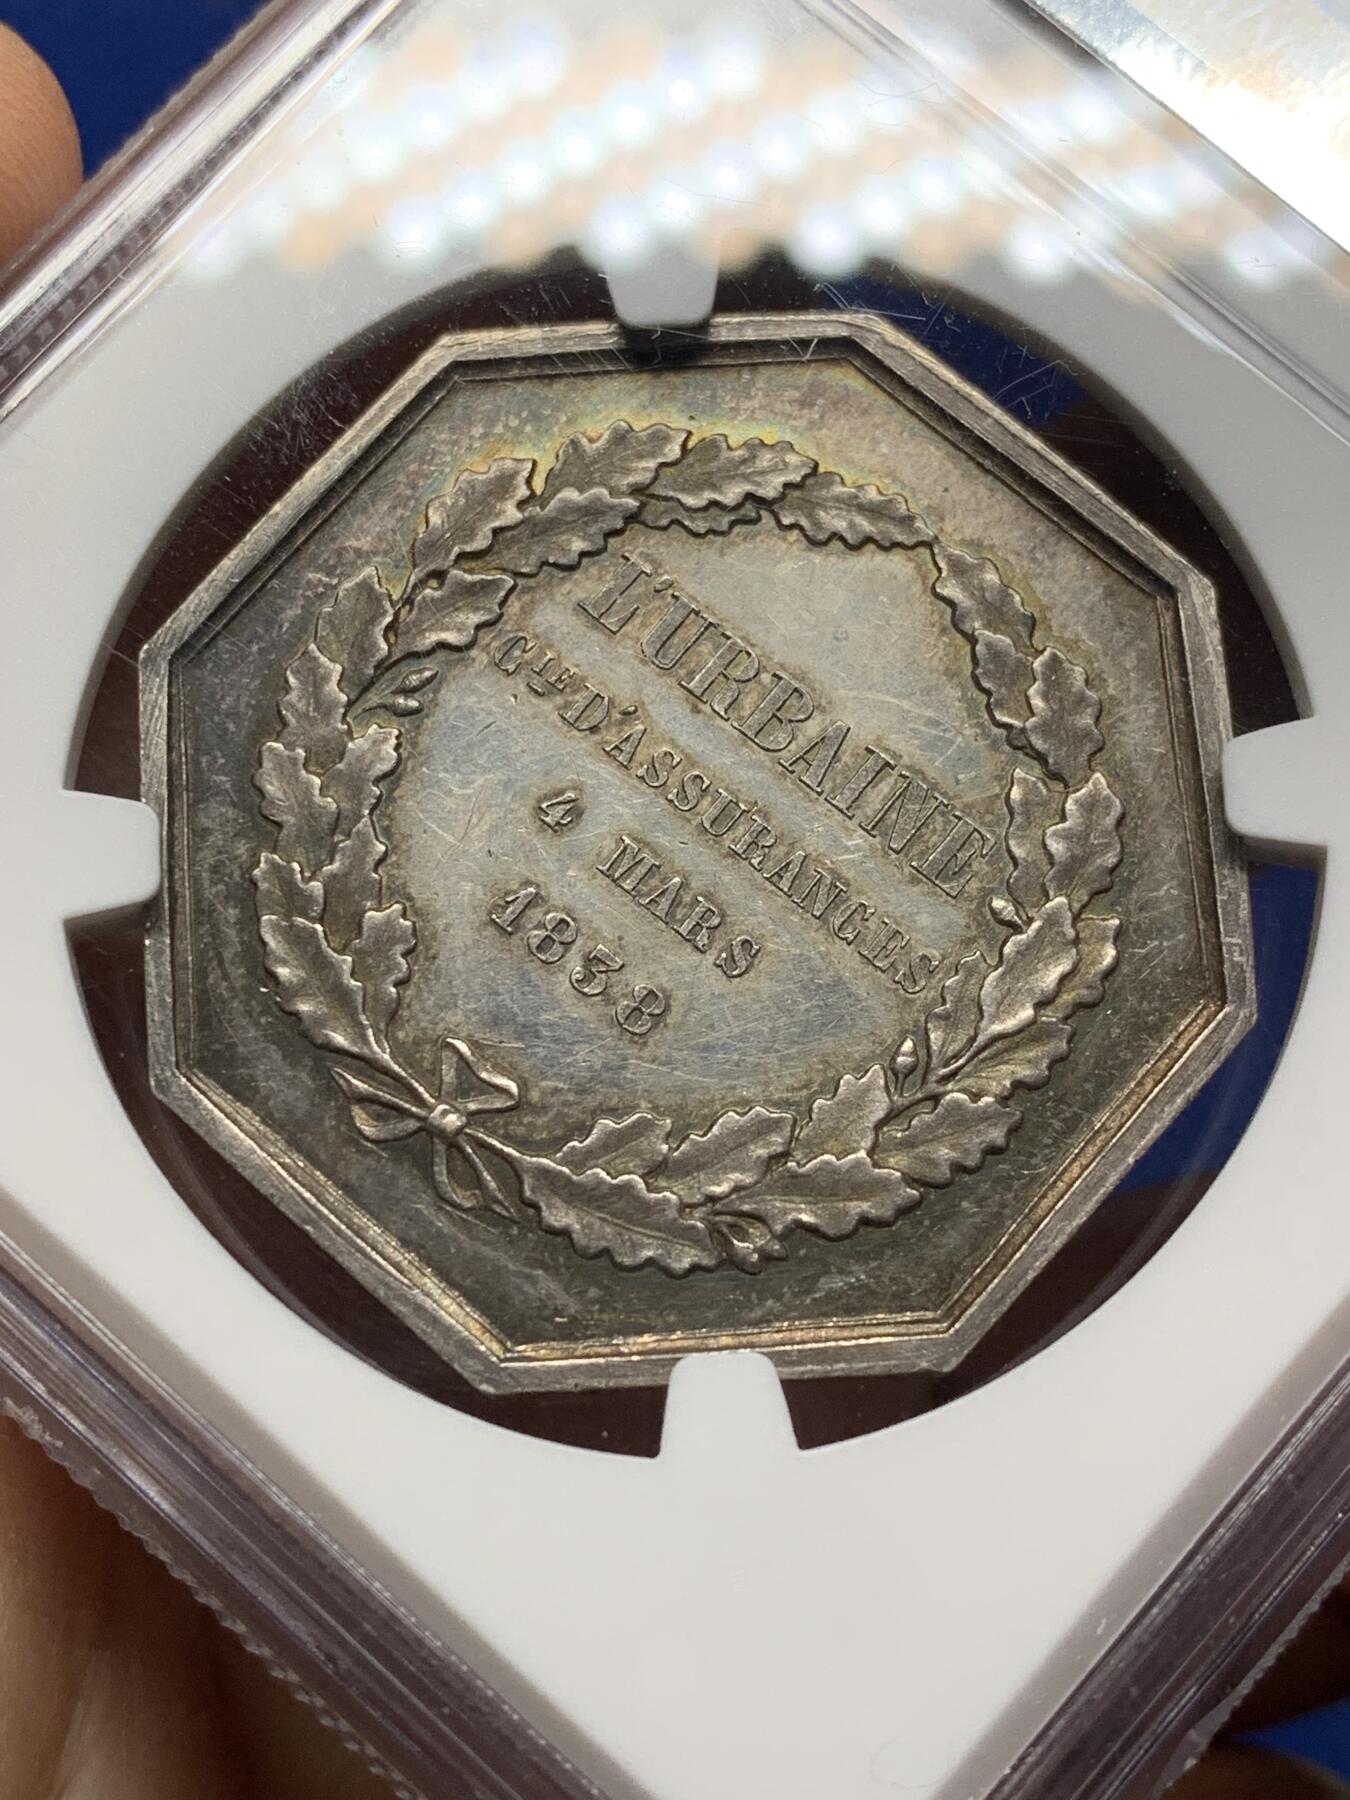 L'URBAINE
CIE D'ASSURANCES
4 MARS
1838